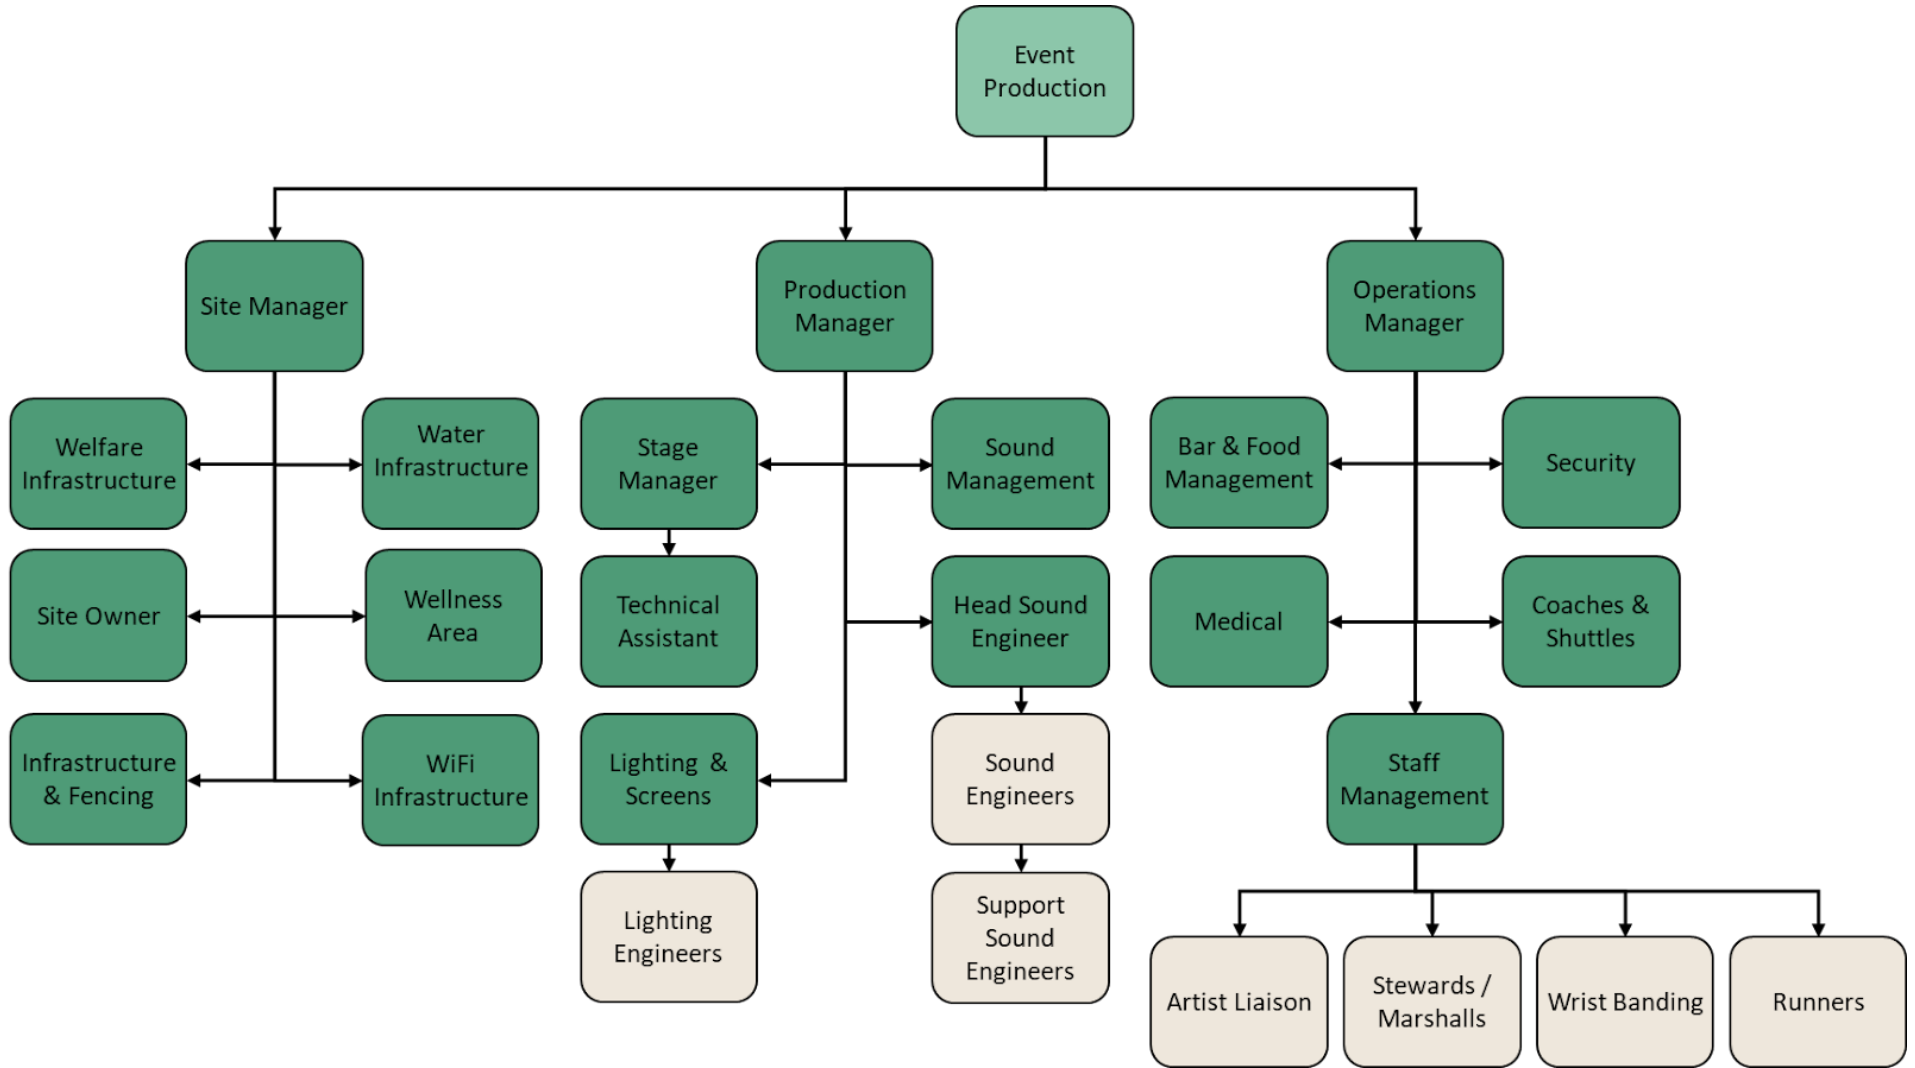 Event
Production
Site Manager
Production
Manager
Operations
Manager
Welfare
Infrastructure
Water
Infrastructure
Stage
Manager
Sound
Management
Bar & Food
Management
Security
Site Owner
Wellness
Area
Technical
Assistant
Head Sound
Engineer
Medical
Coaches &
Shuttles
Infrastructure
& Fencing
WiFi
Infrastructure
Lighting &
Screens
Sound
Engineers
Staff
Management
Lighting
Engineers
Support
Sound
Engineers
Artist Liaison
Stewards /
Marshalls
Wrist Banding
Runners